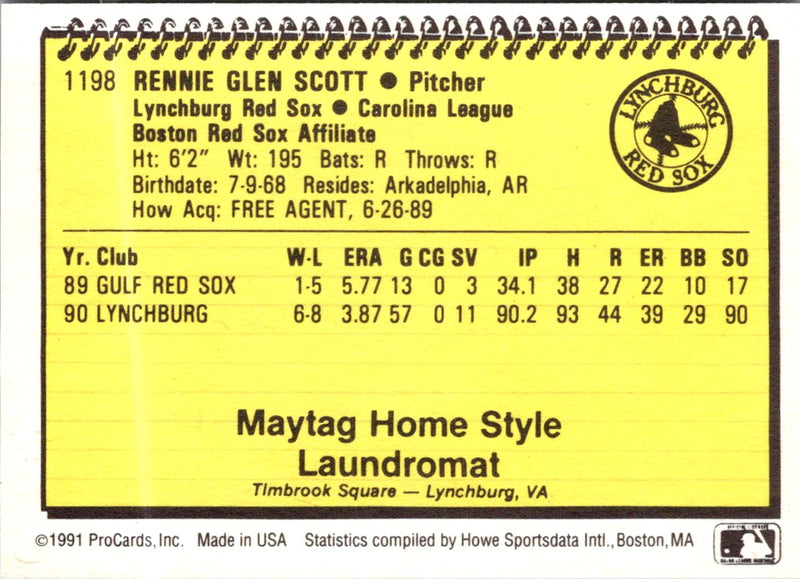 1198 RENNIE GLEN SCOTT ● Pitcher
Lynchburg Red Sox ● Carolina League
Boston Red Sox Affiliate
Ht: 6'2" Wt: 195 Bats: R Throws: R
Birthdate: 7-9-68 Resides: Arkadelphia, AR
How Acq: FREE AGENT, 6-26-89
LYNCHBURG
RED SOX
Yr. Club W-L ERA G CG SV IP H R ER BB SO
89 GULF RED SOX 1-5 5.77 13 0 3 34.1 38 27 22 10 17
90 LYNCHBURG 6-8 3.87 57 0 11 90.2 93 44 39 29 90
Maytag Home Style
Laundromat
Timbrook Square — Lynchburg, VA
©1991 ProCards, Inc. Made in USA Statistics compiled by Howe Sportsdata Intl., Boston, MA